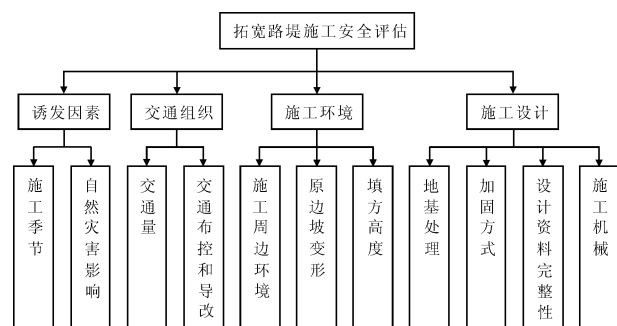 拓宽路堤施工安全评估
诱发因素
交通组织
施工环境
施工设计
施工季节
自然灾害影响
交通量
交通布控和导改
施工周边环境
原边坡变形
填方高度
地基处理
加固方式
设计资料完整性
施工机械